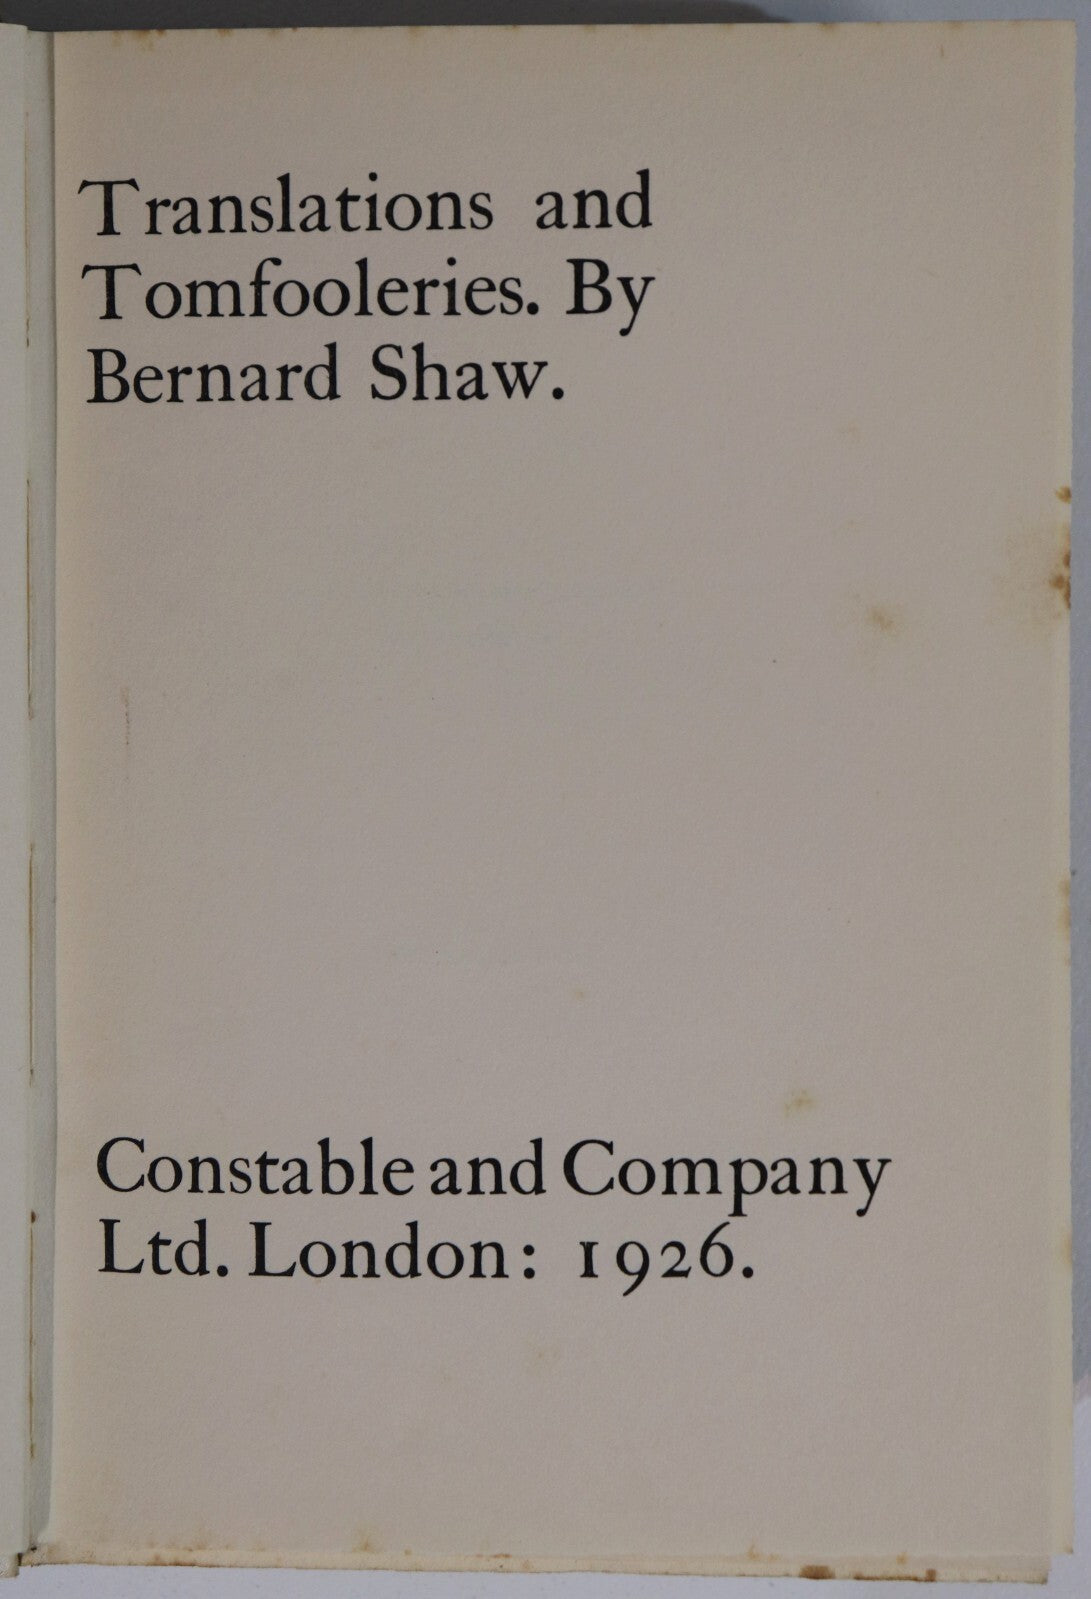 Translations and
Tomfooleries. By
Bernard Shaw.
Constable and Company
Ltd. London: 1926.